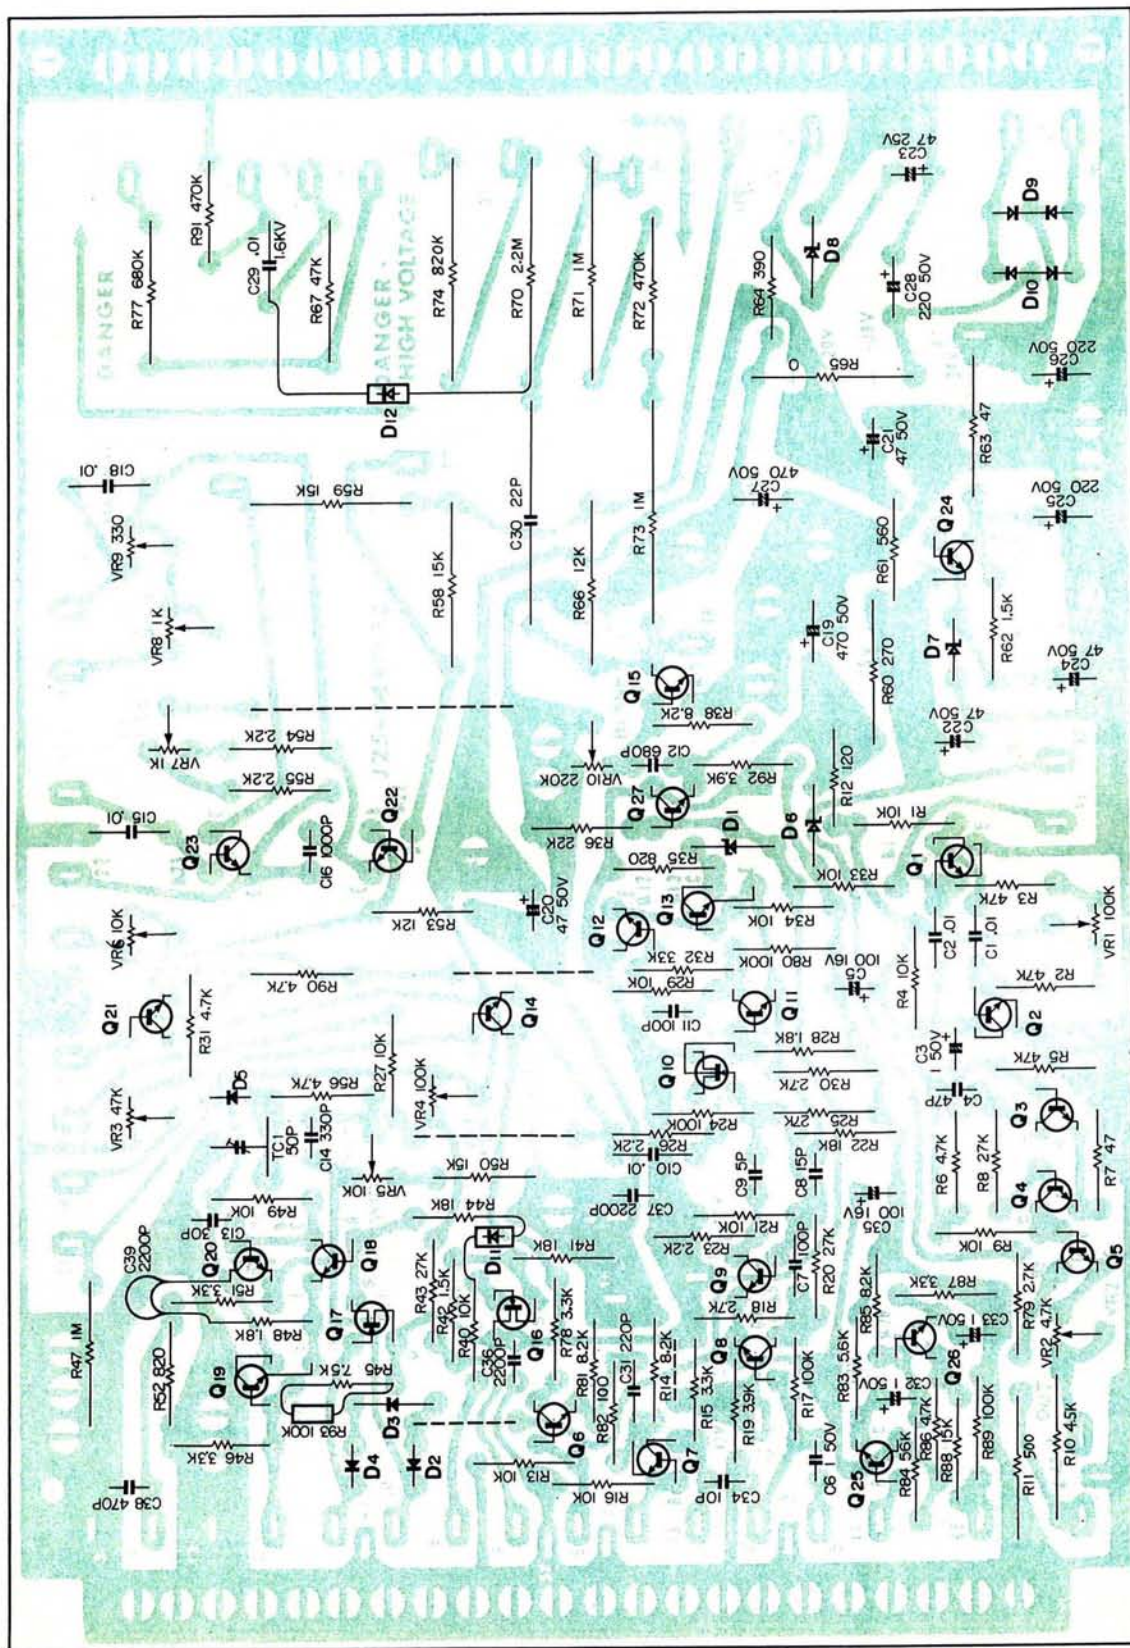 DANGER
R77 680K
R91 470K
C29 .01
1.6KV
R67 47K
DANGER
HIGH VOLTAGE
R74 820K
R70 2.2M
R71 1M
R72 470K
R64 390
D8
C23
47 25V
C28
220 50V
D9
D10
C26
220 50V
D12
R65
0
R63 47
C21
47 50V
C18 .01
R59 15K
VR9 330
C30 22P
R73 1M
C27
470 50V
C25
220 50V
Q24
R58 15K
R66 12K
R61 560
VR8 1K
C19
470 50V
D7
R62 1.5K
R60 270
Q15
C24
47 50V
R38 8.2K
VR7 1K
R54 2.2K
R55 2.2K
VR10 220K
C12 680P
R92 3.9K
R12 120
C22
47 50V
C15 .01
Q23
C16 1000P
Q22
R36 22K
Q27
D1
D6
R1 10K
R35 820
R33 10K
Q1
VR6 10K
R53 12K
C20
47 50V
Q12
Q13
R34 10K
R3 47K
VR1 100K
C2 .01
C1 .01
R90 4.7K
R32 33K
R29 10K
R80 100K
C5
100 16V
R4 10K
R2 47K
Q21
R31 4.7K
Q14
C11 100P
Q11
Q2
R27 10K
R28 1.8K
C3
1 50V
R5 47K
VR3 47K
D5
R56 4.7K
VR4 100K
Q10
R30 2.7K
C4 47P
Q3
TC1
50P
C14 330P
R24 100K
R25 27K
R26 2.2K
R22 18K
R6 4.7K
R8 27K
R7 47
VR5 10K
R50 15K
C10 .01
C9 5P
C8 15P
C37 2200P
C35
100 16V
Q4
R49 10K
C13 30P
R44 18K
R21 10K
R9 10K
C39
2200P
Q20
Q18
D11
R41 18K
R23 2.2K
C7 100P
R20 27K
Q5
R51 3.3K
R43 27K
R42 1.5K
Q9
R18 2.7K
R85 8.2K
R87 3.3K
R79 2.7K
R47 1M
R48 1.8K
Q17
R40 10K
Q16
R78 3.3K
C33 1 50V
VR2 4.7K
R52 820
Q19
C36
2200P
R81 8.2K
C31 220P
R14 8.2K
Q8
R83 5.6K
Q26
R45
7.5K
R93 100K
D3
R82 100
R15 3.3K
R19 3.9K
R17 100K
C32 1 50V
R86 4.7K
R89 100K
R46 3.3K
D4
D2
Q6
R13 10K
Q7
C6 1 50V
Q25
R84 56K
R88 15K
R11 500
R10 4.5K
C38 470P
R16 10K
C34 10P